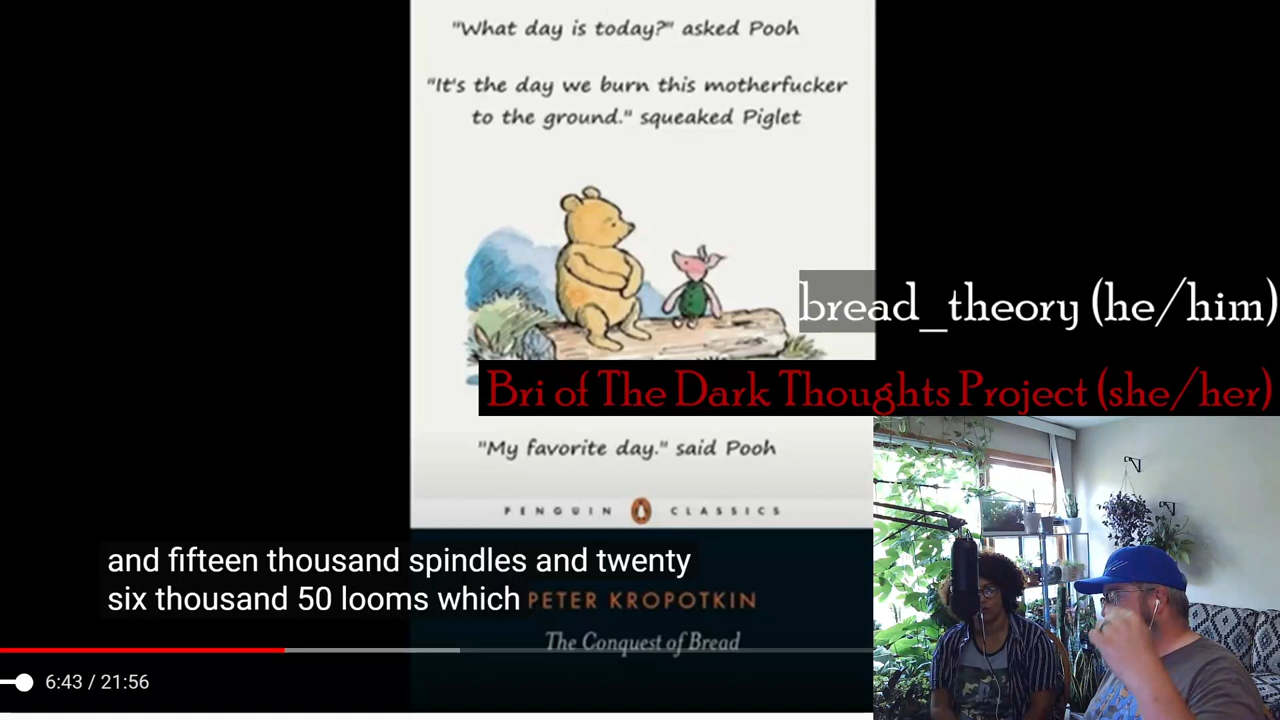 "What day is today?" asked Pooh
"It's the day we burn this motherfucker
to the ground." squeaked Piglet
bread_theory (he/him)
Bri of The Dark Thoughts Project (she/her)
"My favorite day." said Pooh
PENGUIN CLASSICS
and fifteen thousand spindles and twenty
six thousand 50 looms which
PETER KROPOTKIN
The Conquest of Bread
6:43 / 21:56